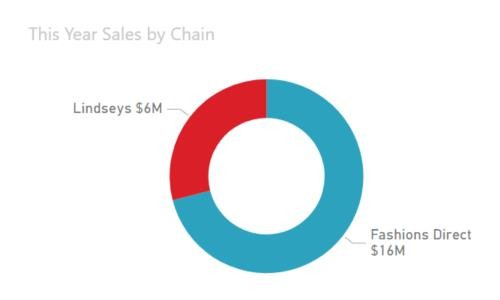 This Year Sales by Chain
Lindseys $6M
Fashions Direct
$16M